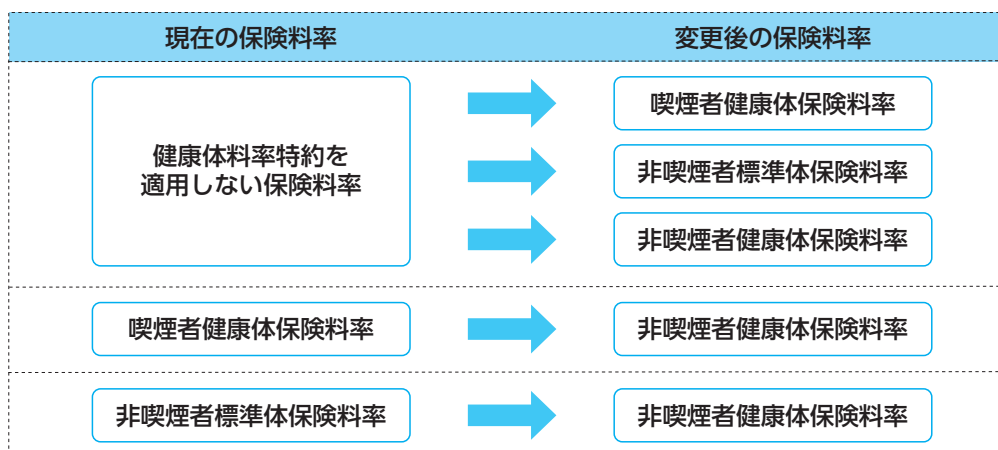 現在の保険料率
変更後の保険料率
健康体料率特約を
適用しない保険料率
喫煙者健康体保険料率
非喫煙者標準体保険料率
非喫煙者健康体保険料率
喫煙者健康体保険料率
非喫煙者健康体保険料率
非喫煙者標準体保険料率
非喫煙者健康体保険料率